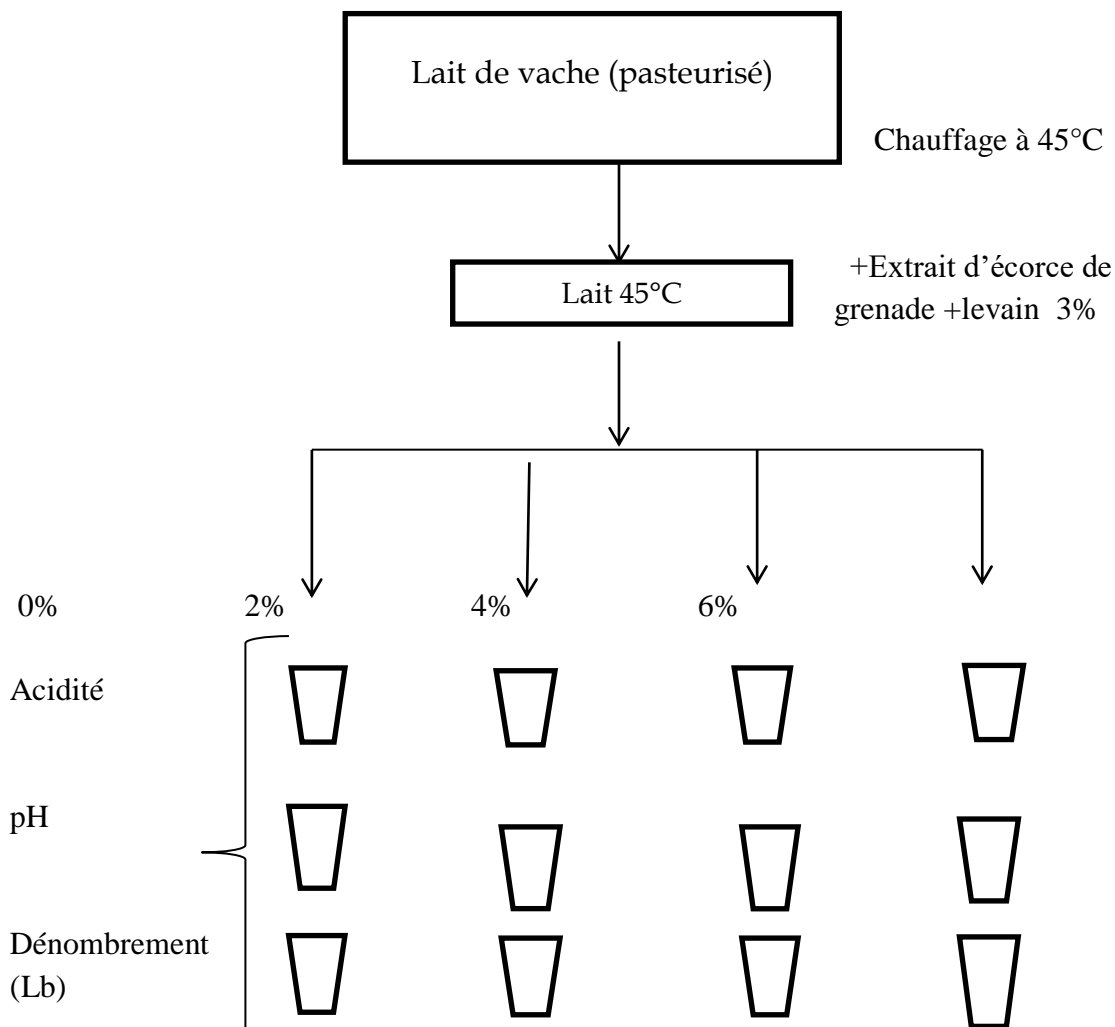 Lait de vache (pasteurisé)
Chauffage à 45°C
Lait 45°C
+Extrait d’écorce de
grenade +levain 3%
0% 2% 4% 6%
Acidité
pH
Dénombrement
(Lb)